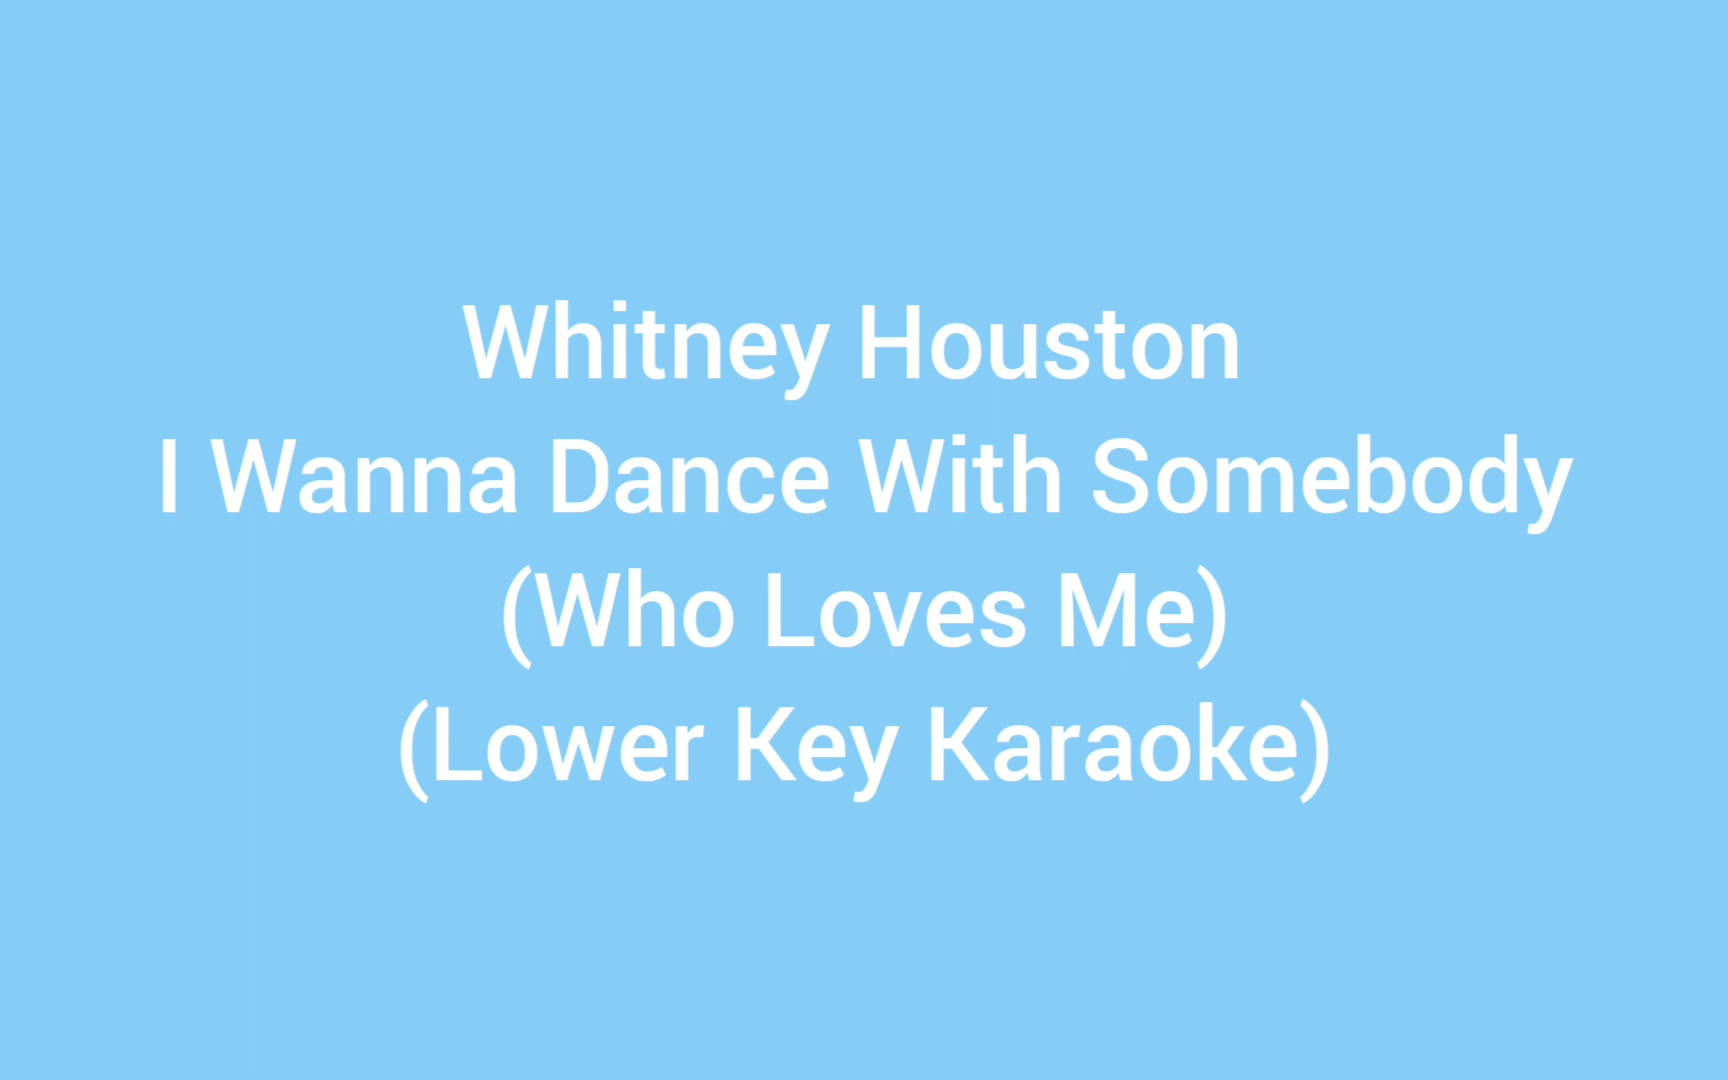 Whitney Houston
I Wanna Dance With Somebody
(Who Loves Me)
(Lower Key Karaoke)